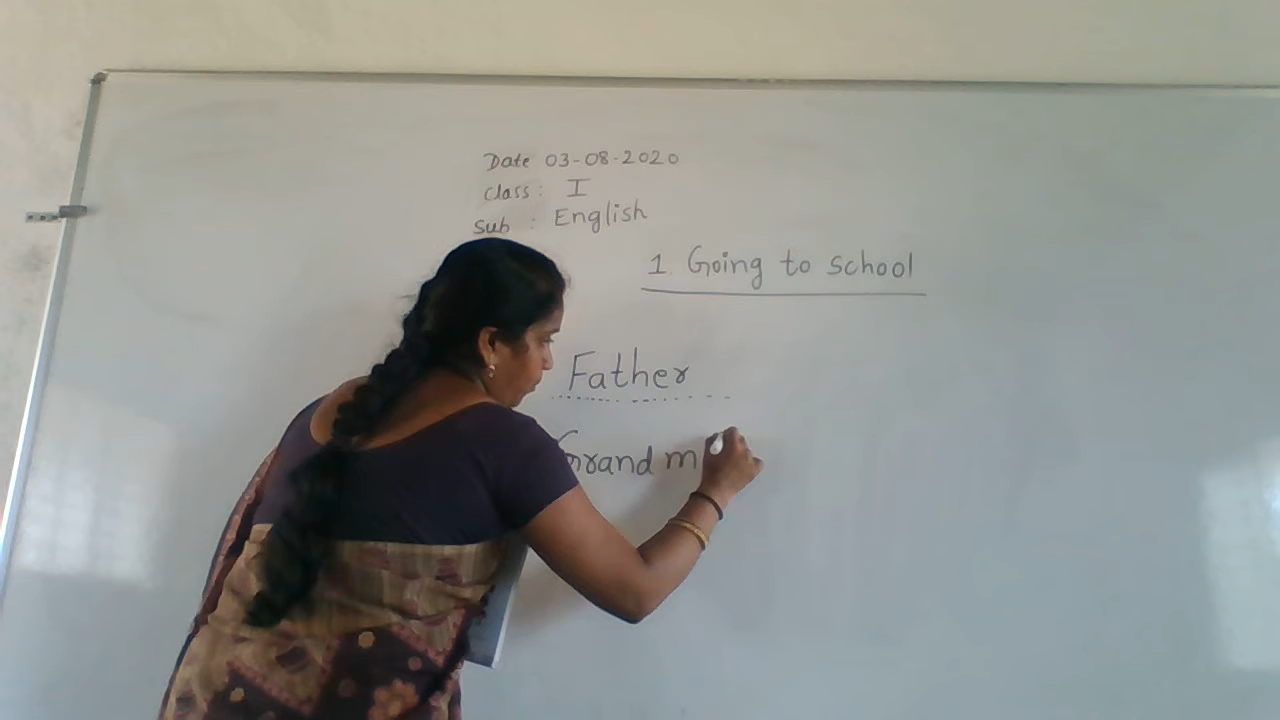 Date 03-08-2020
Class: I
Sub : English
1. Going to school
Father
Grand m